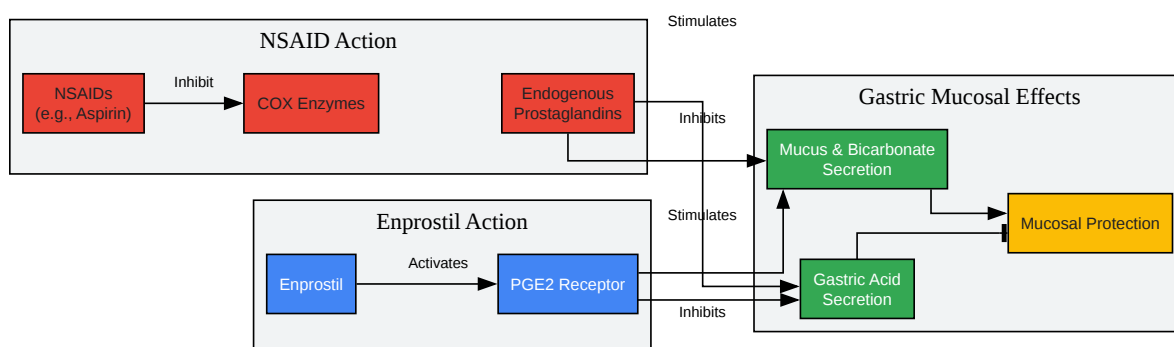 Stimulates
NSAID Action
NSAIDs
(e.g., Aspirin)
Inhibit
COX Enzymes
Endogenous
Prostaglandins
Inhibits
Gastric Mucosal Effects
Mucus & Bicarbonate
Secretion
Mucosal Protection
Gastric Acid
Secretion
Enprostil Action
Stimulates
Enprostil
Activates
PGE2 Receptor
Inhibits